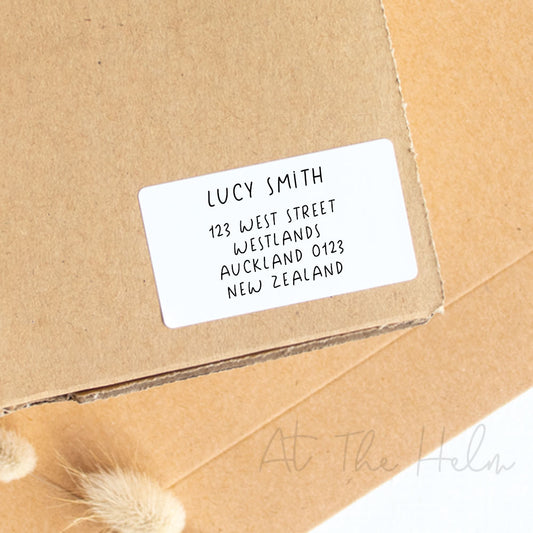 LUCY SMITH
123 WEST STREET
WESTLANDS
AUCKLAND 0123
NEW ZEALAND
At The Helm